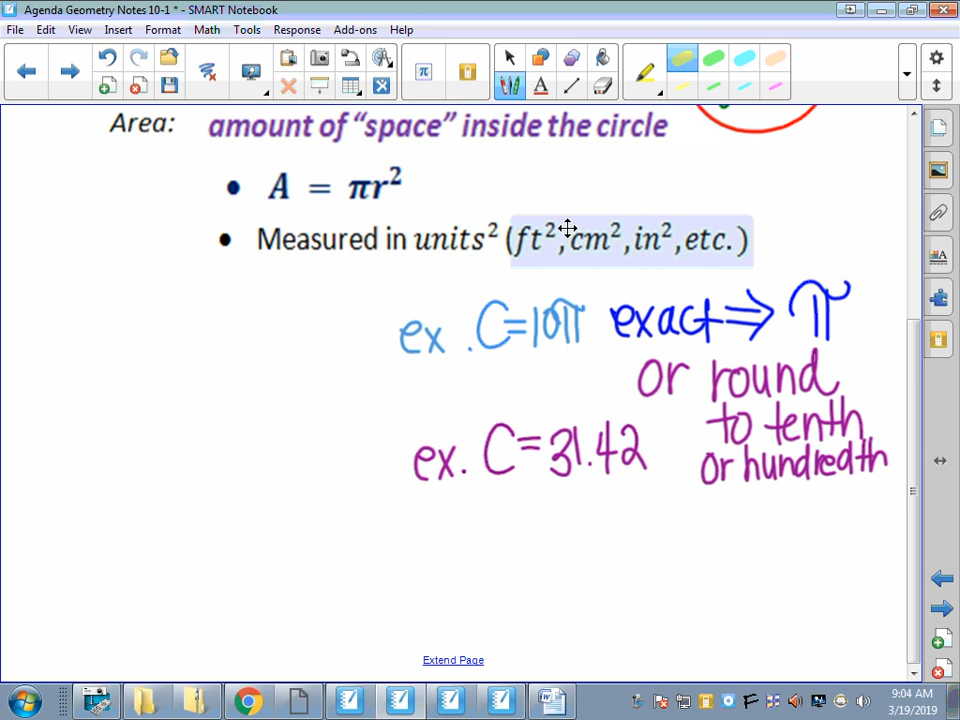 Agenda Geometry Notes 10-1 * - SMART Notebook
File Edit View Insert Format Math Tools Response Add-ons Help
Area: amount of “space” inside the circle
• A = πr²
• Measured in units² (ft², cm², in², etc.)
ex. C=10π exact⇒ π
or round
to tenth
ex. C=31.42
or hundredth
Extend Page
9:04 AM
3/19/2019